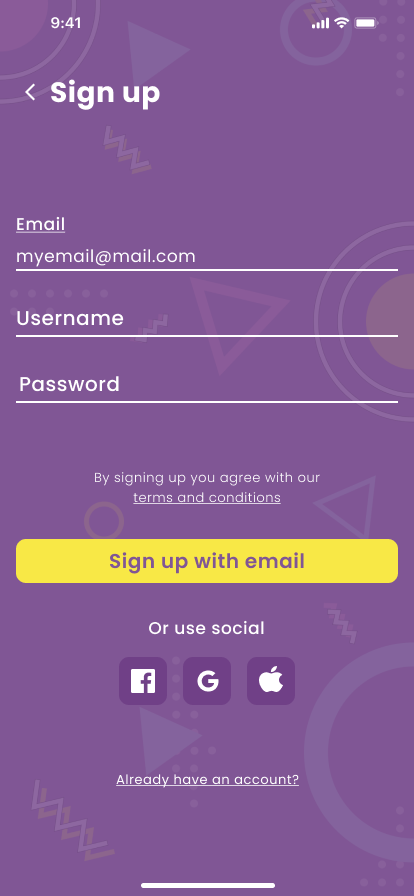 9:41
Sign up
Email
myemail@mail.com
Username
Password
By signing up you agree with our
terms and conditions
Sign up with email
Or use social
Already have an account?